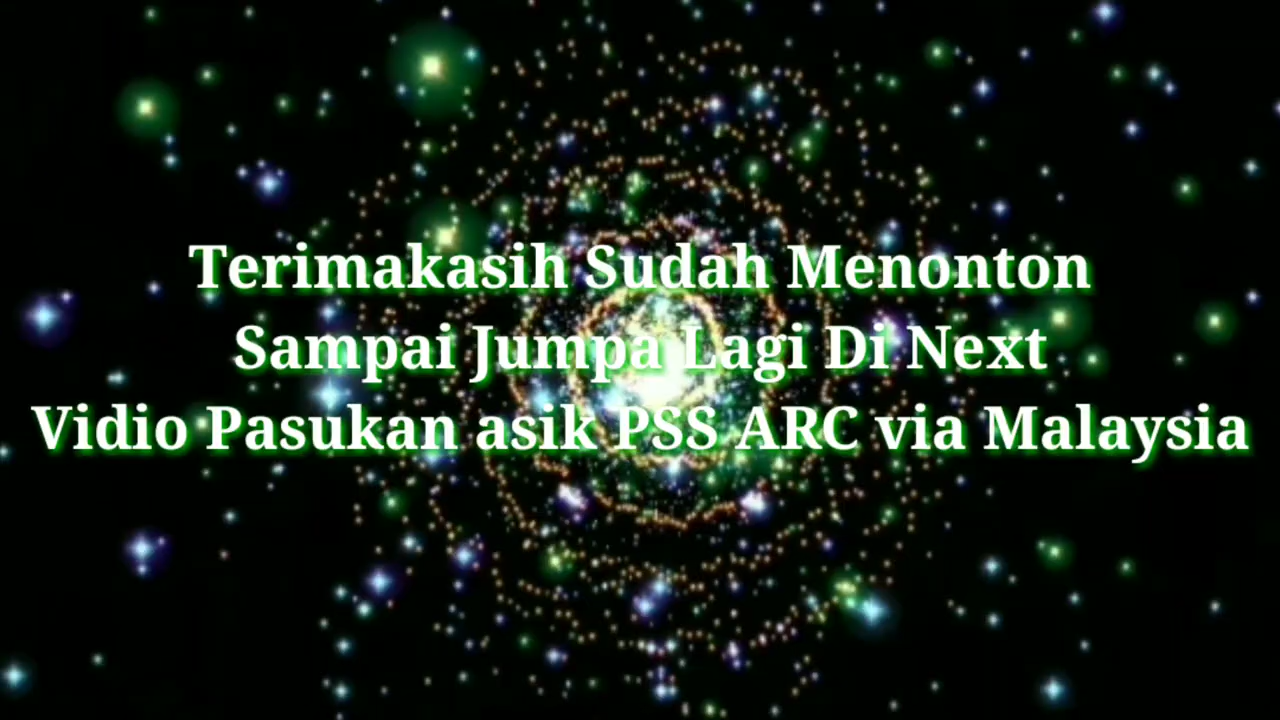 Terimakasih Sudah Menonton
Sampai Jumpa Lagi Di Next
Vidio Pasukan asik PSS ARC via Malaysia